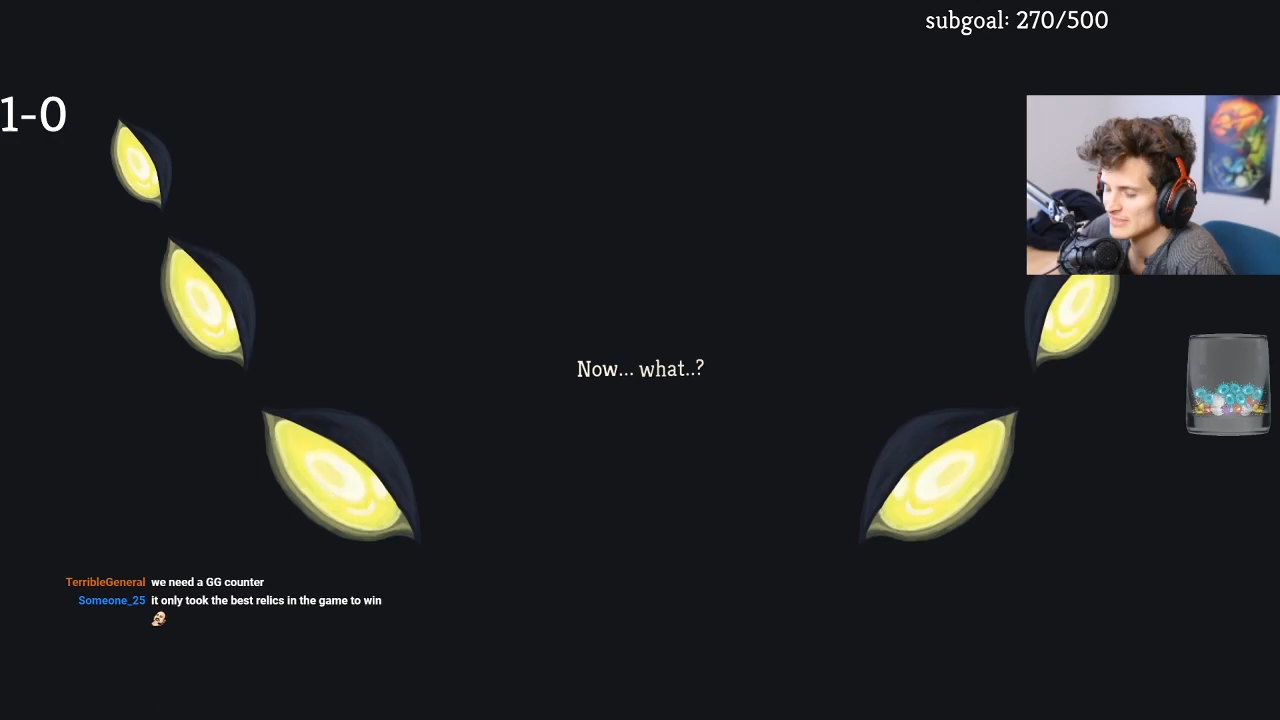 subgoal: 270/500
1-0
Now... what..?
TerribleGeneral we need a GG counter
Someone_25 it only took the best relics in the game to win